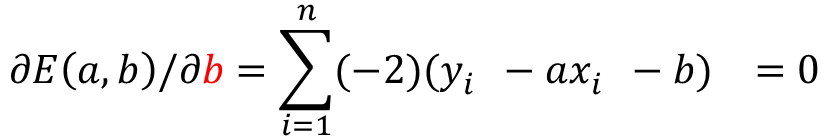 ∂E(a, b)/∂b = ∑_{i=1}^{n} (−2)(y_i − ax_i − b) = 0